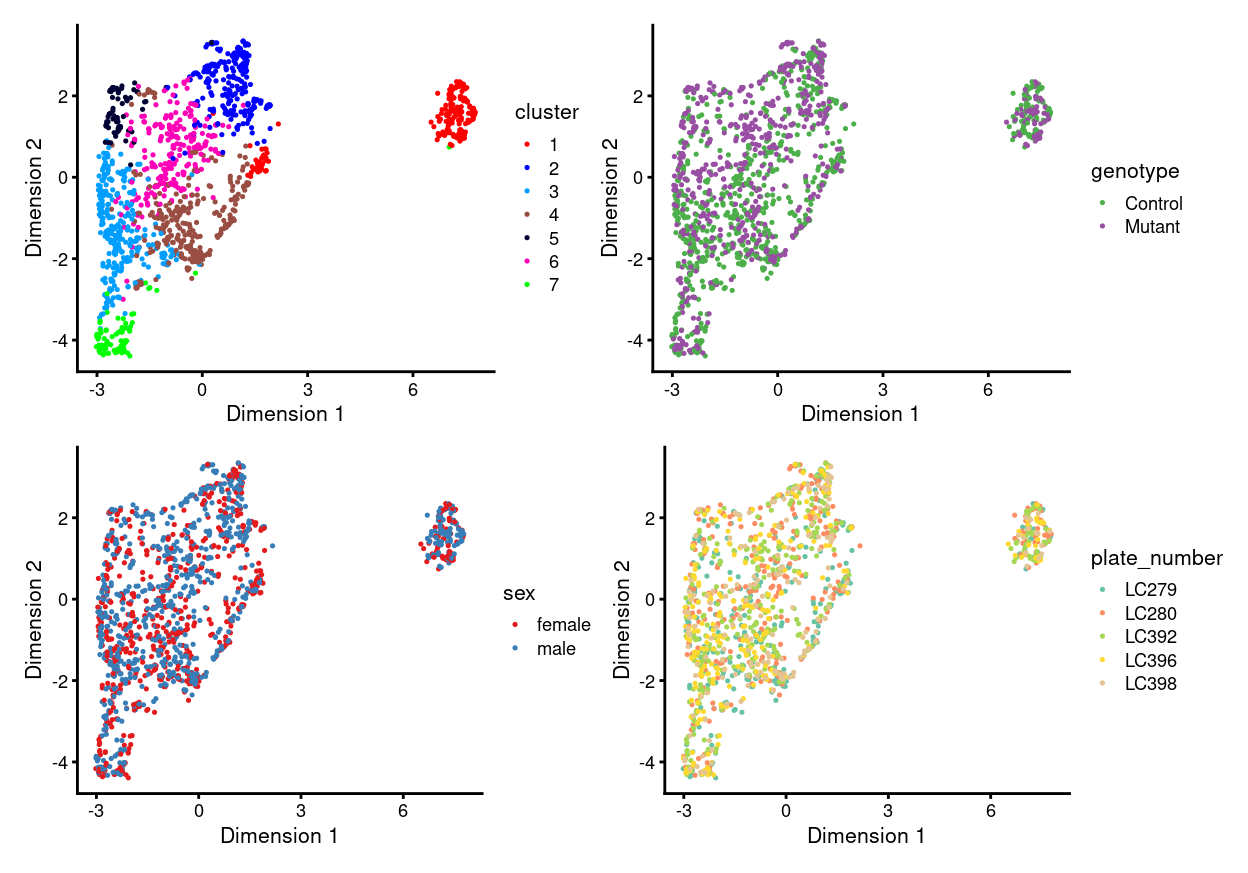 2
0
-2
-4
-3
0
3
6
Dimension 1
Dimension 2
cluster
1
2
3
4
5
6
7
2
0
-2
-4
-3
0
3
6
Dimension 1
Dimension 2
genotype
Control
Mutant
2
0
-2
-4
-3
0
3
6
Dimension 1
Dimension 2
sex
female
male
2
0
-2
-4
-3
0
3
6
Dimension 1
Dimension 2
plate_number
LC279
LC280
LC392
LC396
LC398